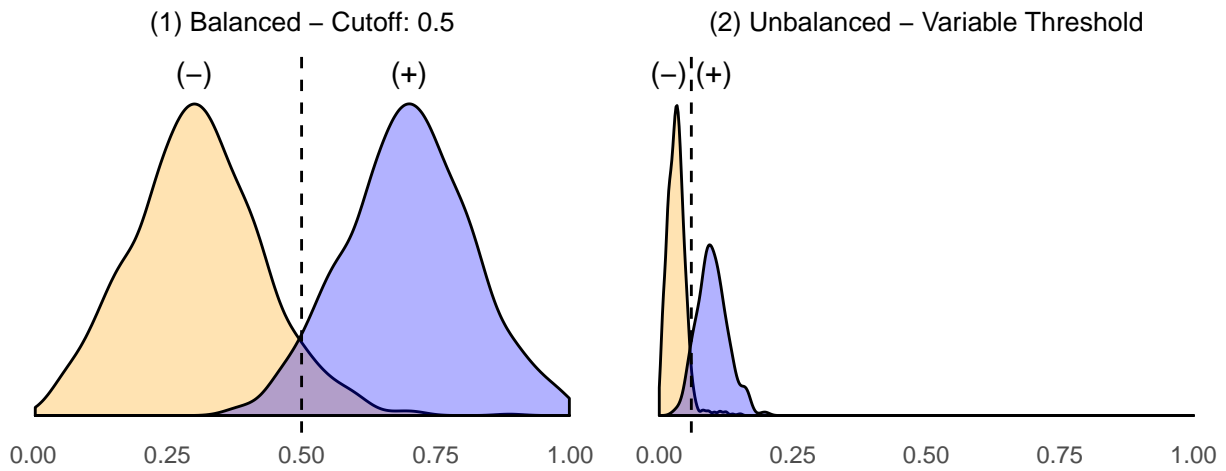 (1) Balanced – Cutoff: 0.5
(–) (+)
0.00 0.25 0.50 0.75 1.00
(2) Unbalanced – Variable Threshold
(–) (+)
0.00 0.25 0.50 0.75 1.00